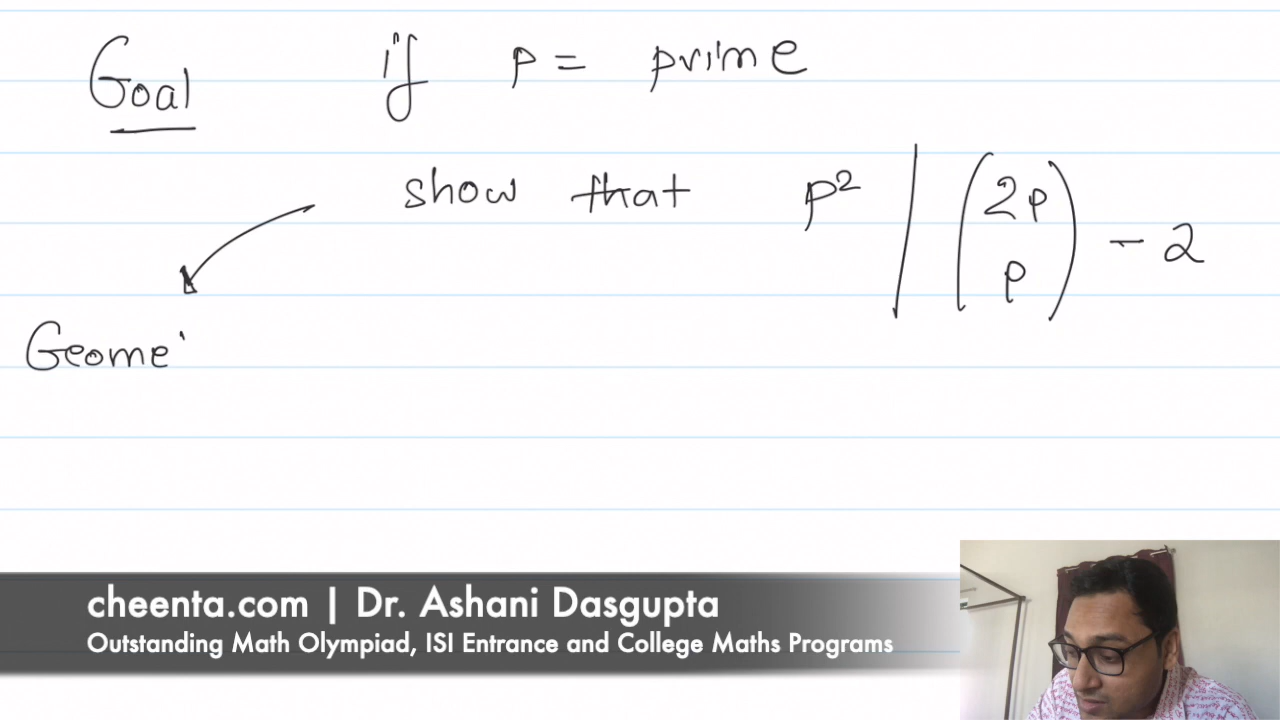 Goal if p = prime
show that p² | (2p p) - 2
Geome
cheenta.com | Dr. Ashani Dasgupta
Outstanding Math Olympiad, ISI Entrance and College Maths Programs